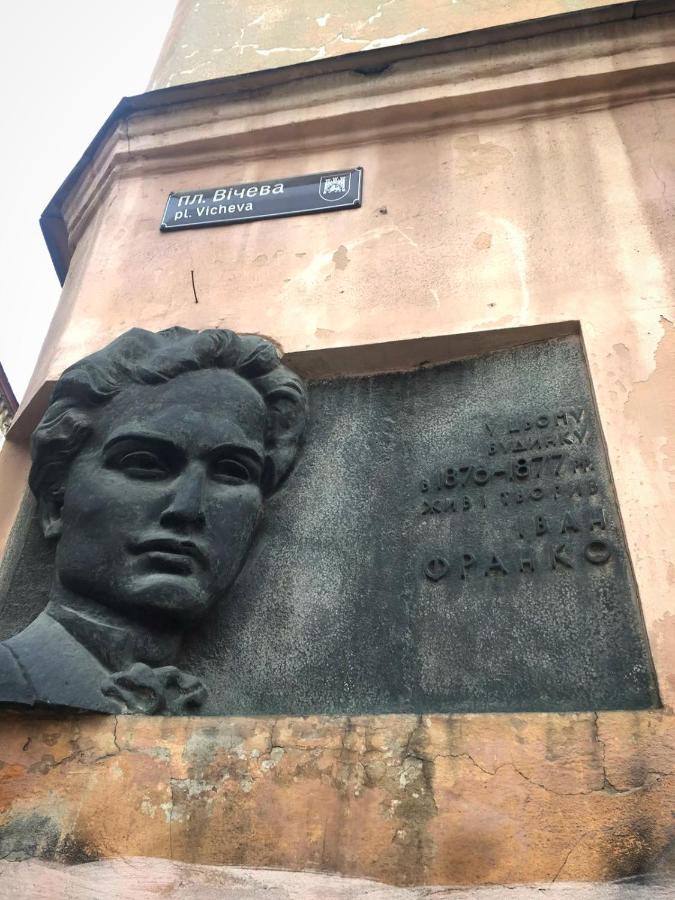 пл. Вічева
pl. Vicheva
У ЦЬОМУ
БУДИНКУ
В 1876-1877 РР.
ЖИВ І ТВОРИВ
ІВАН
ФРАНКО